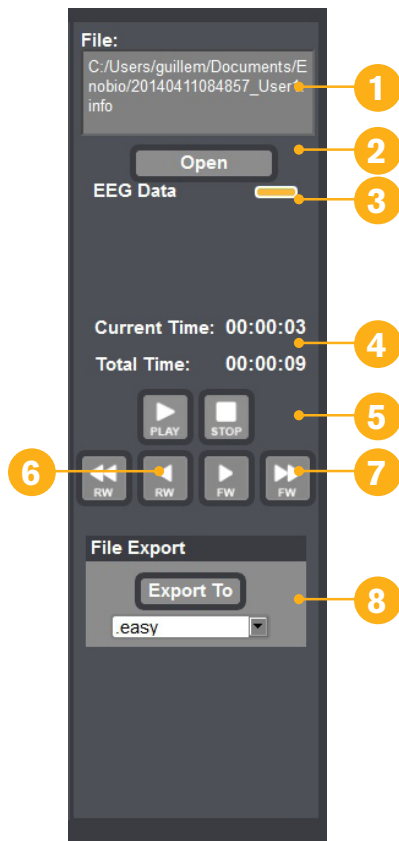 File:
C:/Users/guillem/Documents/E
nobio/20140411084857_User1.
info
1
2
Open
EEG Data
3
Current Time: 00:00:03
4
Total Time: 00:00:09
PLAY
STOP
5
6
RW
RW
FW
FW
7
File Export
Export To
8
.easy